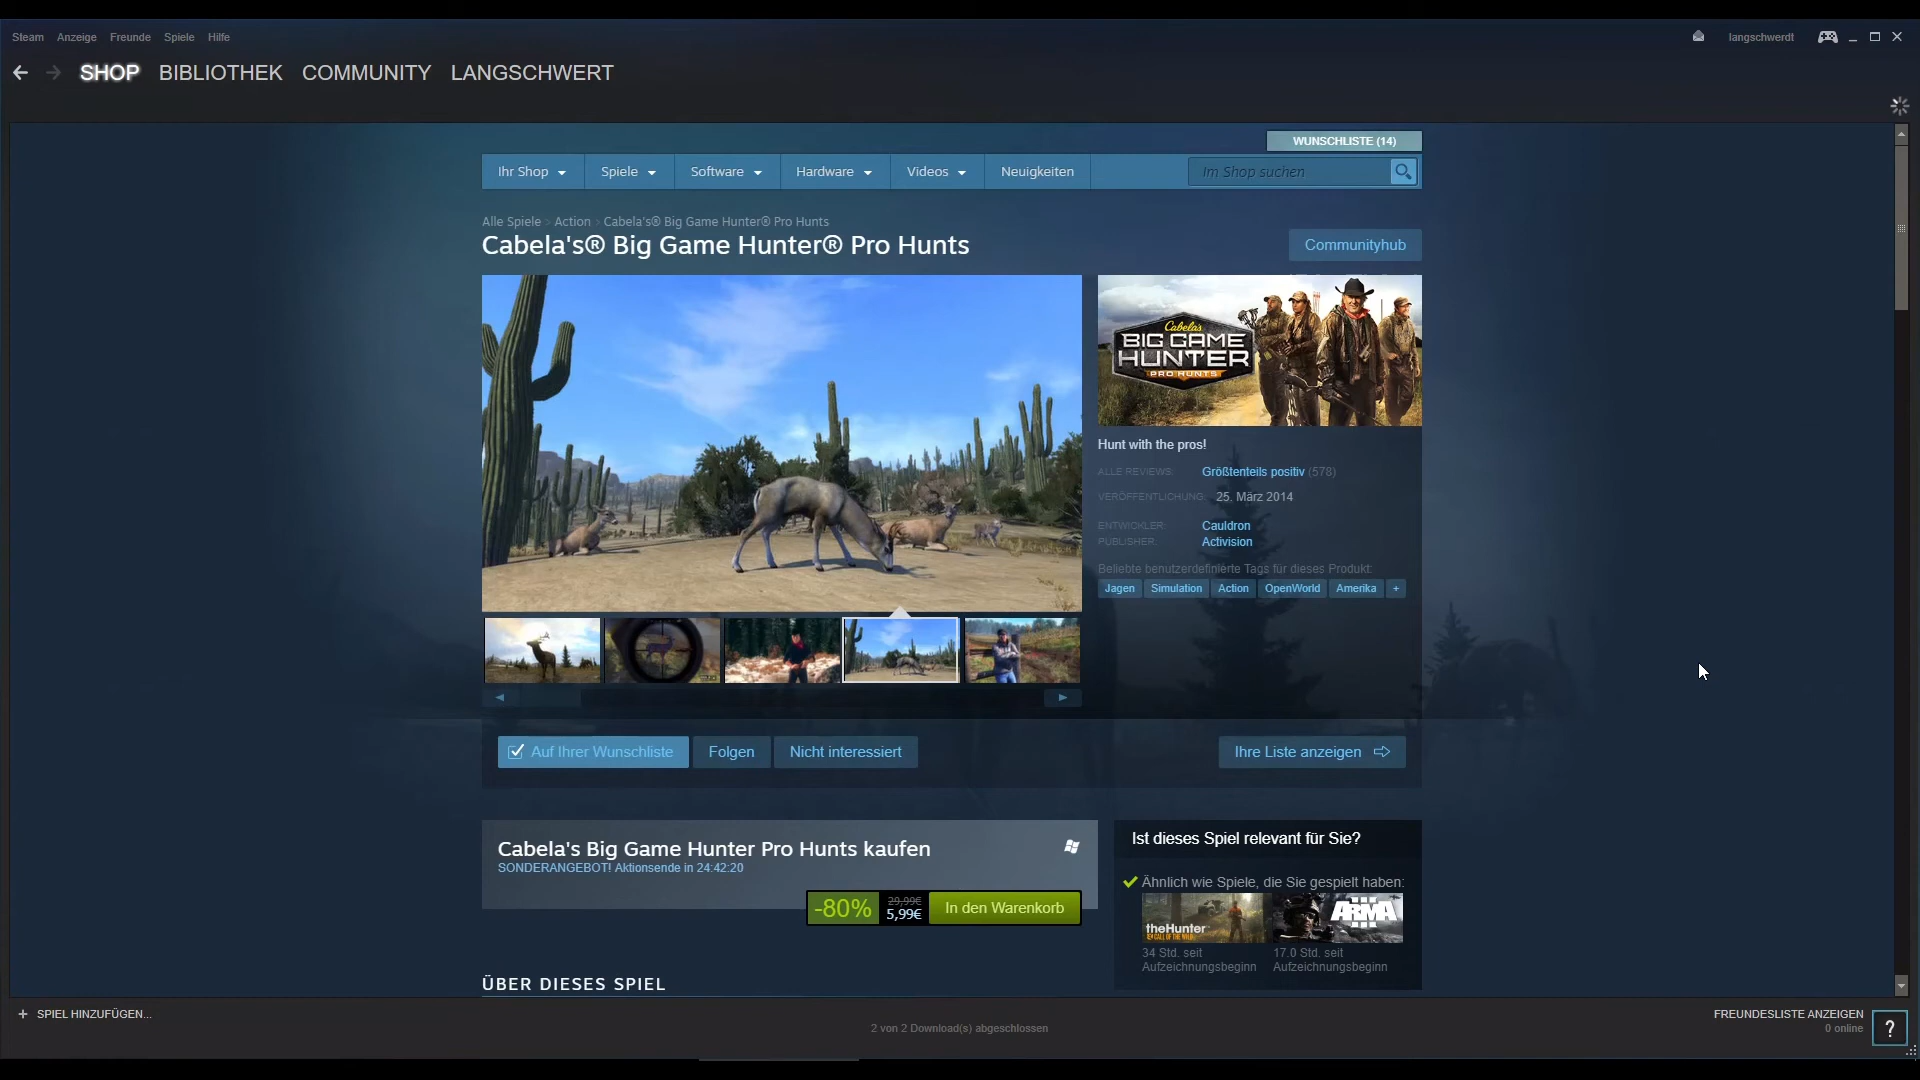 Steam Anzeige Freunde Spiele Hilfe
langschwerdt
SHOP BIBLIOTHEK COMMUNITY LANGSCHWERT
WUNSCHLISTE (14)
Ihr Shop Spiele Software Hardware Videos Neuigkeiten
Im Shop suchen
Alle Spiele > Action > Cabela's® Big Game Hunter® Pro Hunts
Cabela's® Big Game Hunter® Pro Hunts
Communityhub
Cabela's
BIG GAME
HUNTER
PRO HUNTS
Hunt with the pros!
ALLE REVIEWS: Größtenteils positiv (578)
VERÖFFENTLICHUNG: 25. März 2014
ENTWICKLER: Cauldron
PUBLISHER: Activision
Beliebte benutzerdefinierte Tags für dieses Produkt:
Jagen Simulation Action OpenWorld Amerika +
Auf Ihrer Wunschliste Folgen Nicht interessiert
Ihre Liste anzeigen
Cabela's Big Game Hunter Pro Hunts kaufen
SONDERANGEBOT! Aktionsende in 24:42:20
-80% 29,99€ 5,99€ In den Warenkorb
Ist dieses Spiel relevant für Sie?
Ähnlich wie Spiele, die Sie gespielt haben:
theHunter
CALL OF THE WILD
ARMA
34 Std. seit
Aufzeichnungsbeginn
17.0 Std. seit
Aufzeichnungsbeginn
ÜBER DIESES SPIEL
+ SPIEL HINZUFÜGEN...
2 von 2 Download(s) abgeschlossen
FREUNDESLISTE ANZEIGEN
0 online
?